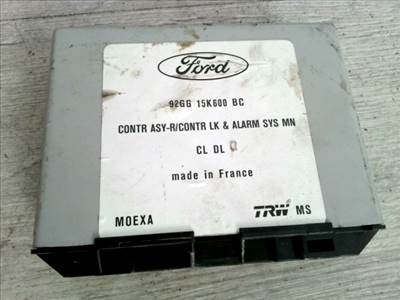 Ford
92GG 15K600 BC
CONTR ASY-R/CONTR LK & ALARM SYS MN
CL DL
made in France
MOEXA TRW MS